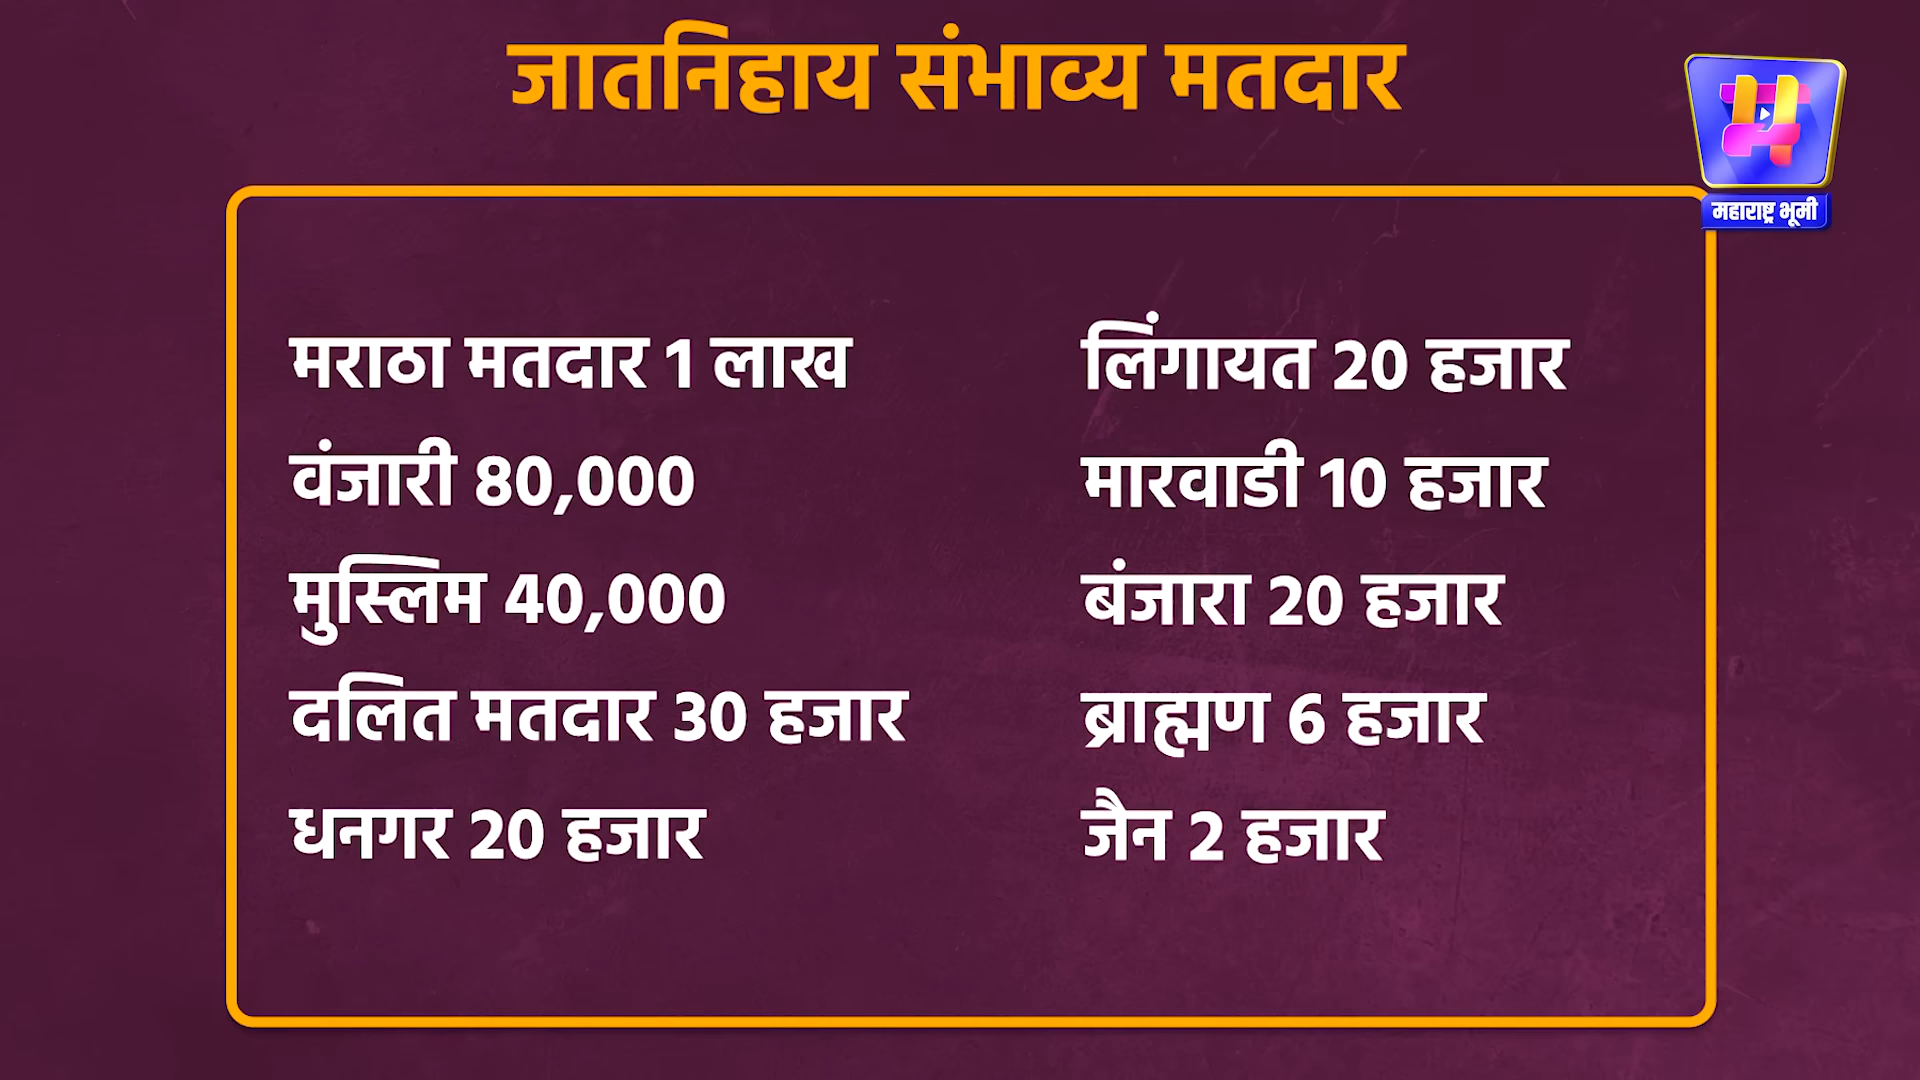 जातनिहाय संभाव्य मतदार
महाराष्ट्र भूमी
मराठा मतदार 1 लाख
वंजारी 80,000
मुस्लिम 40,000
दलित मतदार 30 हजार
धनगर 20 हजार
लिंगायत 20 हजार
मारवाडी 10 हजार
बंजारा 20 हजार
ब्राह्मण 6 हजार
जैन 2 हजार